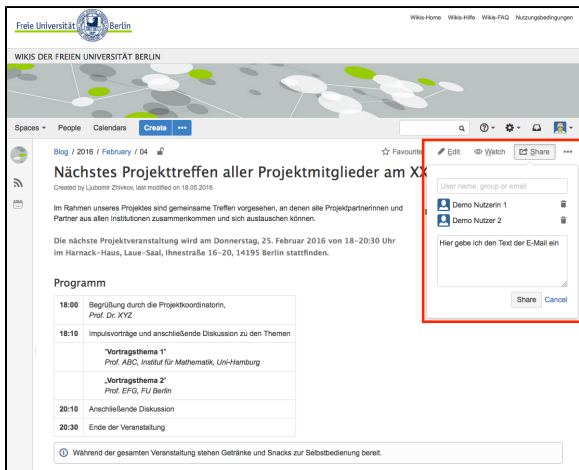 Freie Universität Berlin
Wikis-Home Wikis-Hilfe Wikis-FAQ Nutzungsbedingungen
WIKIS DER FREIEN UNIVERSITÄT BERLIN
Spaces People Calendars Create •••
Blog / 2016 / February / 04
Favourite Edit Watch Share •••
Nächstes Projekttreffen aller Projektmitglieder am XX
Created by Ljubomir Zhivkov, last modified on 18.05.2016
Im Rahmen unseres Projektes sind gemeinsame Treffen vorgesehen, an denen alle Projektpartnerinnen und
Partner aus allen Institutionen zusammenkommen und sich austauschen können.
Die nächste Projektveranstaltung wird am Donnerstag, 25. Februar 2016 von 18-20:30 Uhr
im Harnack-Haus, Laue-Saal, Ihnestraße 16-20, 14195 Berlin stattfinden.
User name, group or email
Demo Nutzerin 1
Demo Nutzer 2
Hier gebe ich den Text der E-Mail ein
Share Cancel
Programm
18:00 Begrüßung durch die Projektkoordinatorin,
Prof. Dr. XYZ
18:10 Impulsvorträge und anschließende Diskussion zu den Themen
"Vortragsthema 1"
Prof. ABC, Institut für Mathematik, Uni-Hamburg
„Vortragsthema 2"
Prof. EFG, FU Berlin
20:10 Anschließende Diskussion
20:30 Ende der Veranstaltung
Während der gesamten Veranstaltung stehen Getränke und Snacks zur Selbstbedienung bereit.